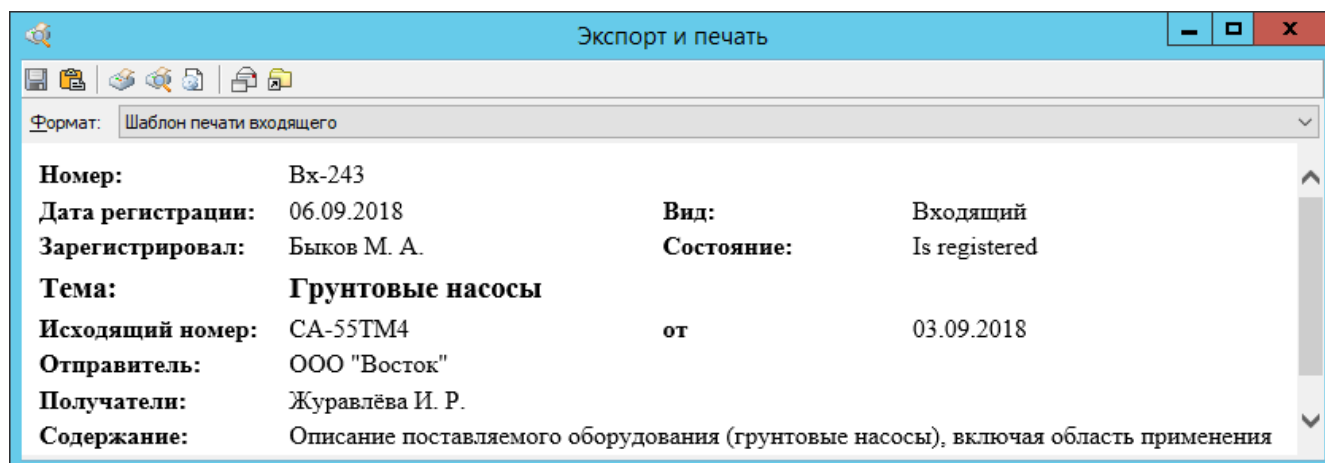 Экспорт и печать
Формат: Шаблон печати входящего
Номер: Вх-243
Дата регистрации: 06.09.2018 Вид: Входящий
Зарегистрировал: Быков М. А. Состояние: Is registered
Тема: Грунтовые насосы
Исходящий номер: СА-55ТМ4 от 03.09.2018
Отправитель: ООО "Восток"
Получатели: Журавлёва И. Р.
Содержание: Описание поставляемого оборудования (грунтовые насосы), включая область применения